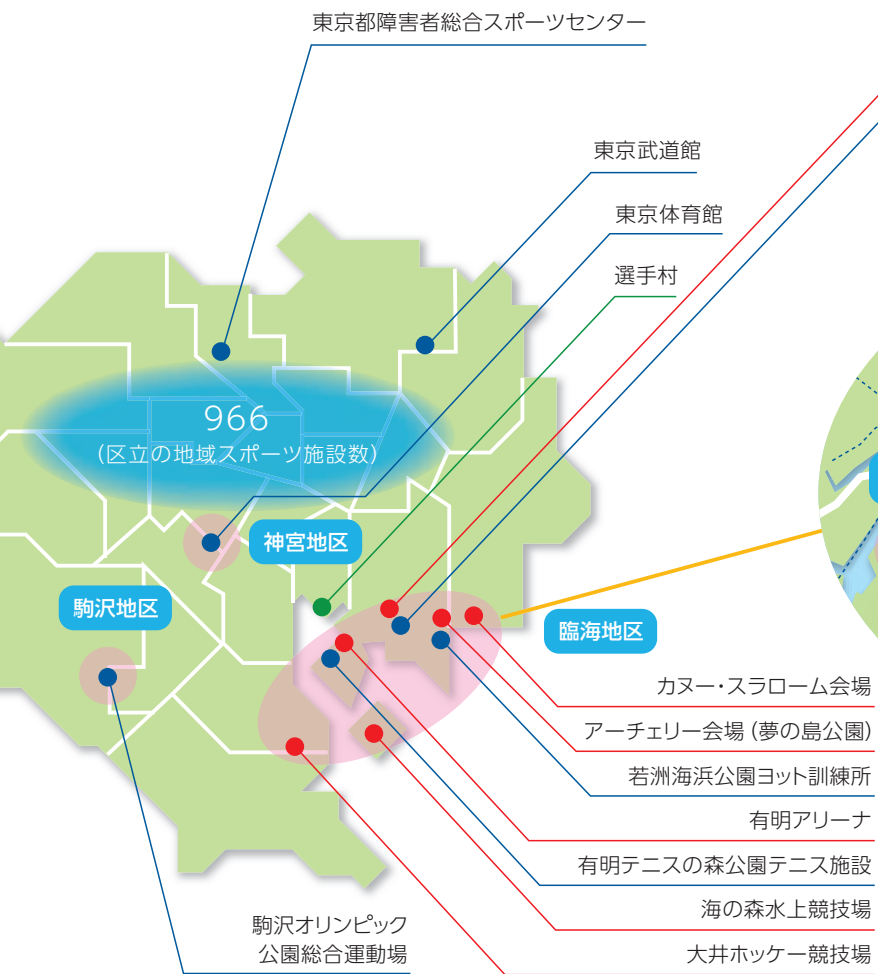 東京都障害者総合スポーツセンター
東京武道館
東京体育館
選手村
966
(区立の地域スポーツ施設数)
神宮地区
駒沢地区
臨海地区
カヌー・スラローム会場
アーチェリー会場(夢の島公園)
若洲海浜公園ヨット訓練所
有明アリーナ
有明テニスの森公園テニス施設
海の森水上競技場
大井ホッケー競技場
駒沢オリンピック
公園総合運動場